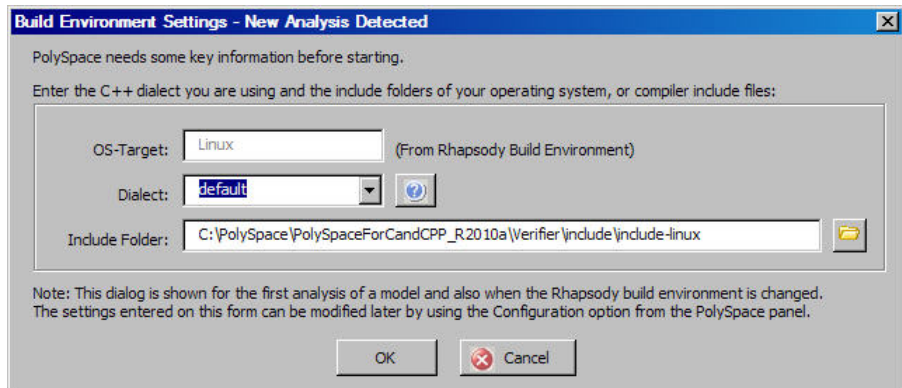 Build Environment Settings - New Analysis Detected
PolySpace needs some key information before starting.
Enter the C++ dialect you are using and the include folders of your operating system, or compiler include files:
OS-Target: Linux (From Rhapsody Build Environment)
Dialect: default
Include Folder: C:\PolySpace\PolySpaceForCandCPP_R2010a\Verifier\include\include-linux
Note: This dialog is shown for the first analysis of a model and also when the Rhapsody build environment is changed.
The settings entered on this form can be modified later by using the Configuration option from the PolySpace panel.
OK Cancel